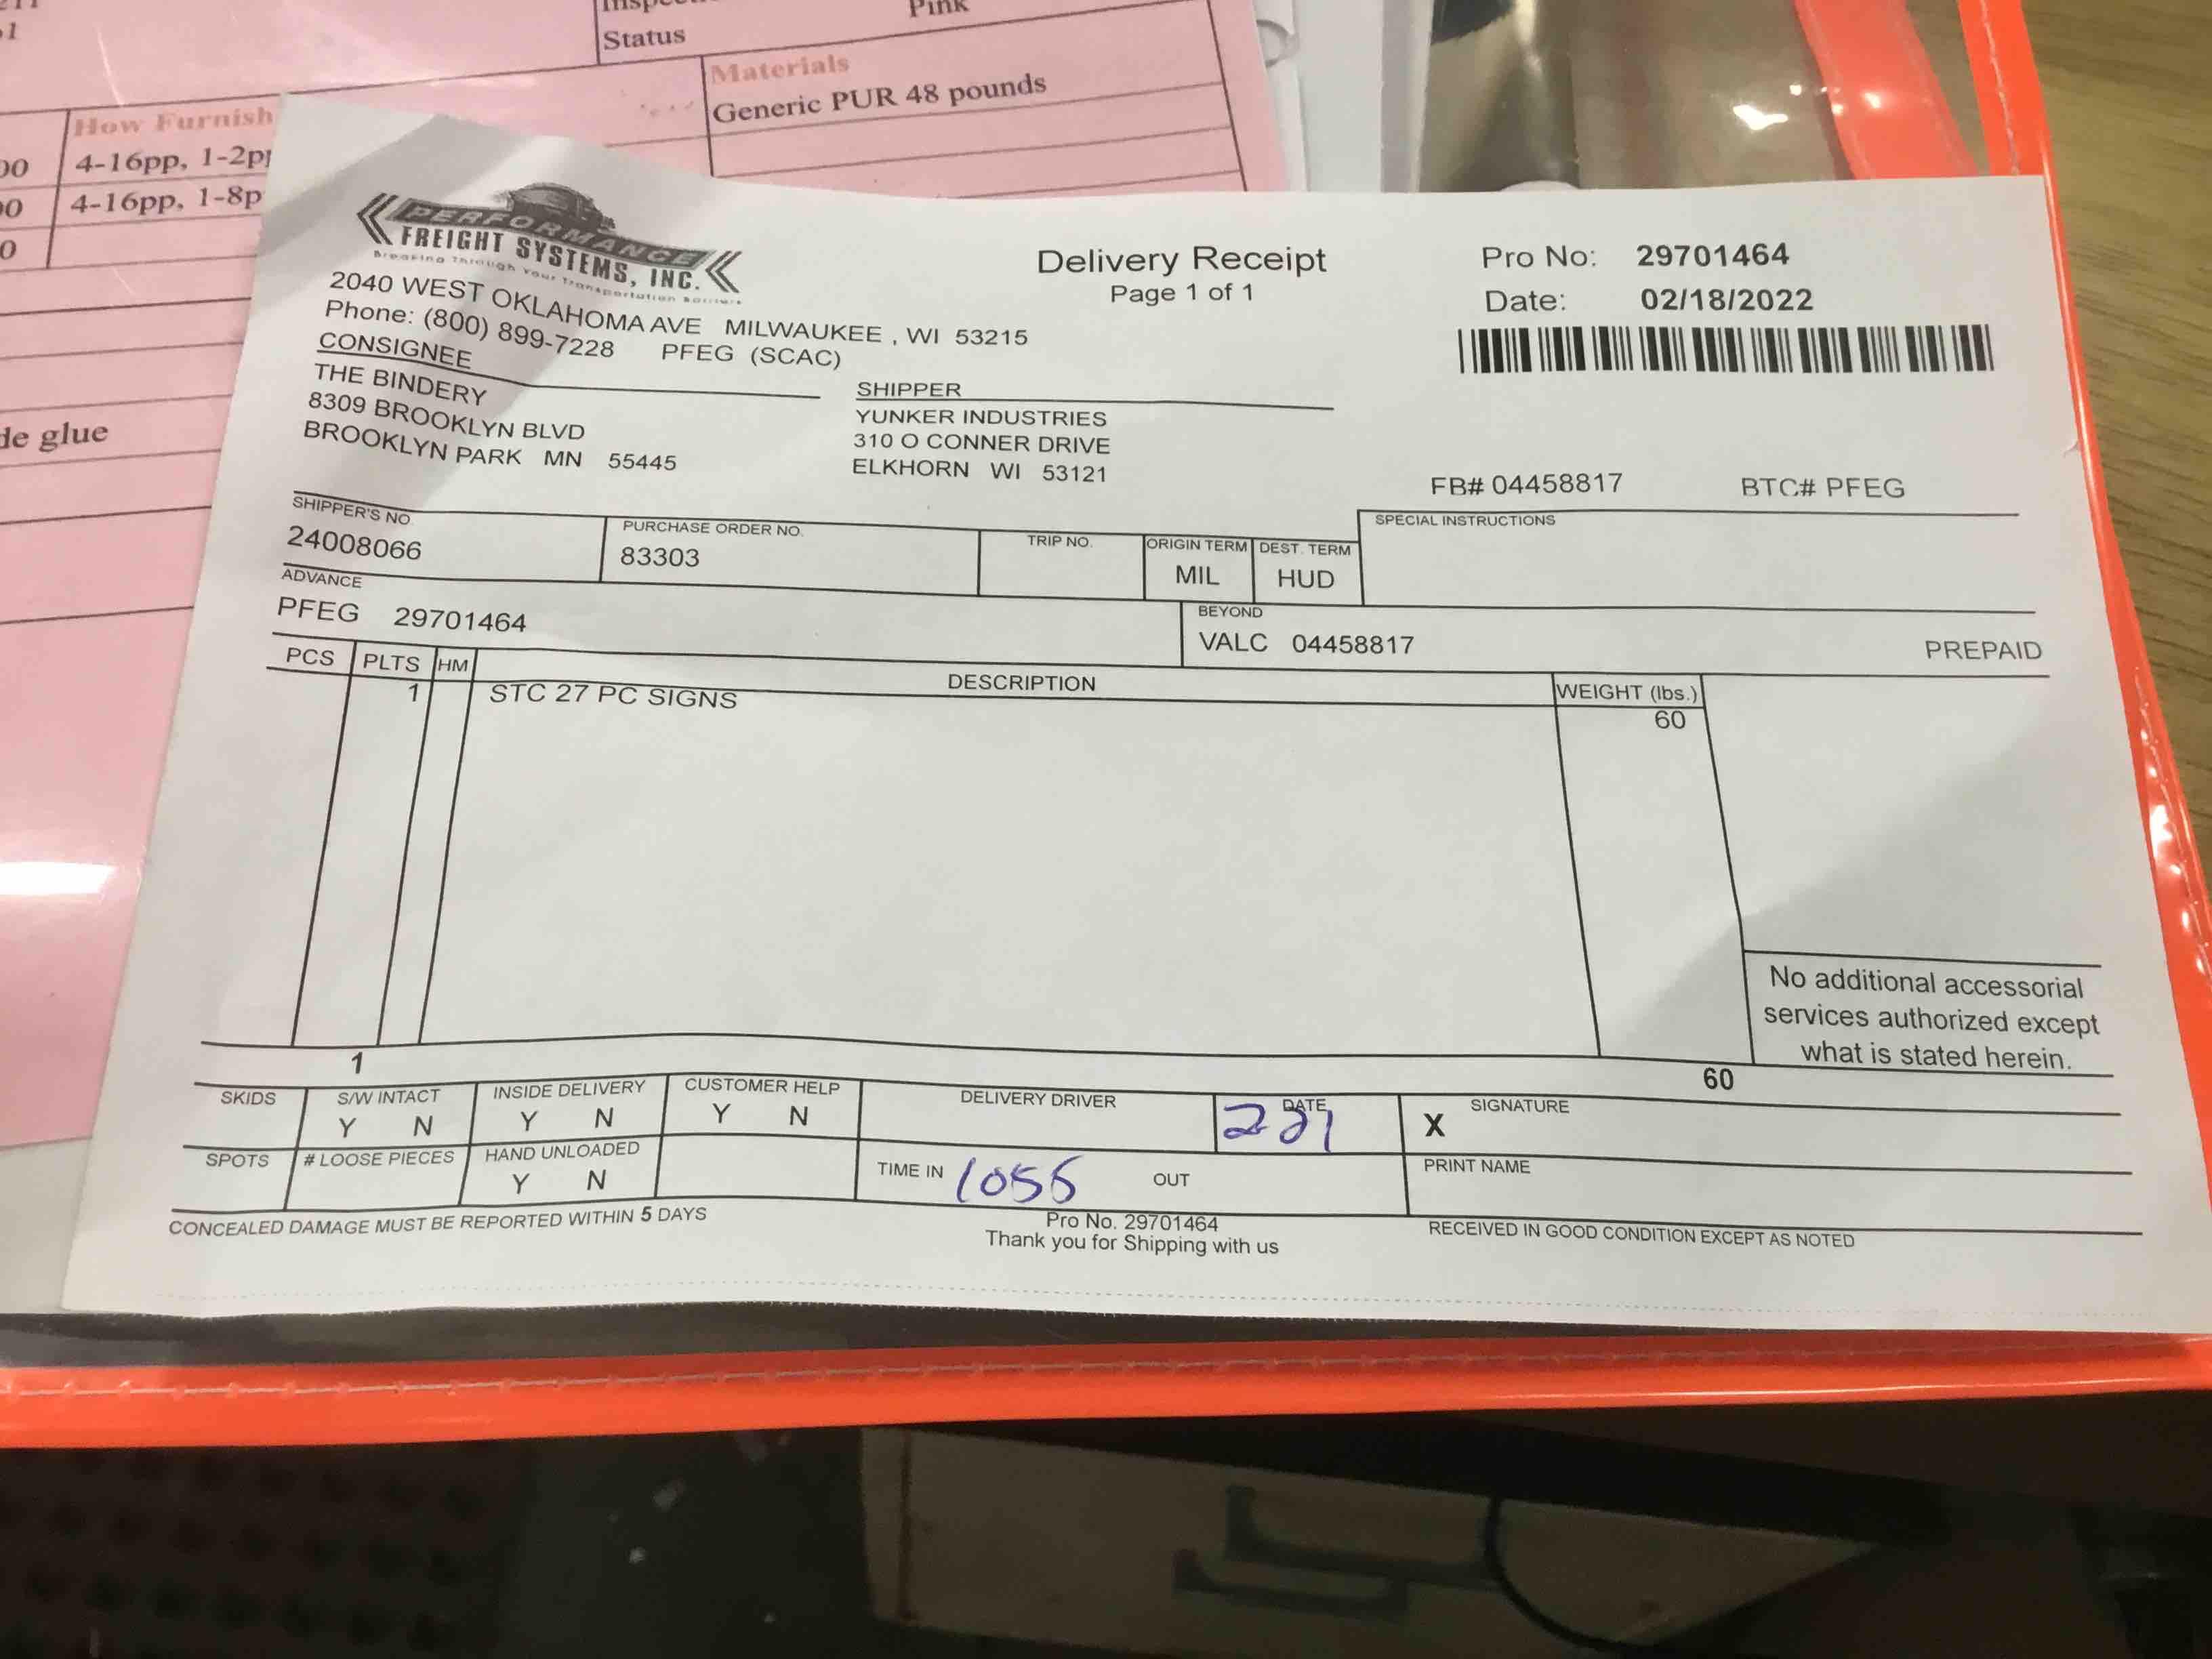 Status
Pink
Materials
Generic PUR 48 pounds
How Furnish
4-16pp, 1-2p
4-16pp, 1-8p
de glue
PERFORMANCE
FREIGHT SYSTEMS, INC.
Breaking Through Your Transportation Barriers
2040 WEST OKLAHOMA AVE MILWAUKEE , WI 53215
Phone: (800) 899-7228 PFEG (SCAC)
Delivery Receipt
Page 1 of 1
Pro No: 29701464
Date: 02/18/2022
CONSIGNEE
THE BINDERY
8309 BROOKLYN BLVD
BROOKLYN PARK MN 55445
SHIPPER
YUNKER INDUSTRIES
310 O CONNER DRIVE
ELKHORN WI 53121
FB# 04458817 BTC# PFEG
SHIPPER'S NO.
24008066
PURCHASE ORDER NO.
83303
TRIP NO.
ORIGIN TERM
MIL
DEST. TERM
HUD
SPECIAL INSTRUCTIONS
ADVANCE
PFEG 29701464
BEYOND
VALC 04458817
PREPAID
PCS PLTS HM DESCRIPTION WEIGHT (lbs.)
1 STC 27 PC SIGNS 60
No additional accessorial
services authorized except
what is stated herein.
1 60
SKIDS
S/W INTACT
Y N
INSIDE DELIVERY
Y N
CUSTOMER HELP
Y N
DELIVERY DRIVER
DATE
221
SIGNATURE
X
SPOTS
# LOOSE PIECES
HAND UNLOADED
Y N
TIME IN 1055 OUT
PRINT NAME
CONCEALED DAMAGE MUST BE REPORTED WITHIN 5 DAYS
Pro No. 29701464
Thank you for Shipping with us
RECEIVED IN GOOD CONDITION EXCEPT AS NOTED